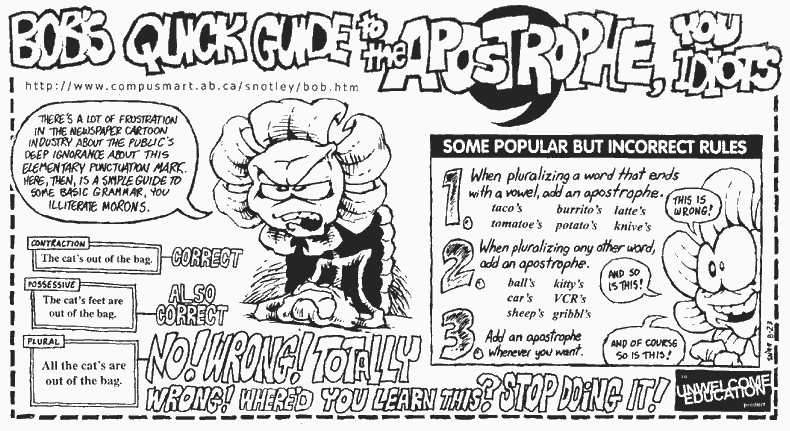 BOB'S QUICK GUIDE to the APOSTROPHE, YOU IDIOTS
http://www.compusmart.ab.ca/snotley/bob.htm
THERE'S A LOT OF FROSTRATION
IN THE NEWSPAPER CARTOON
INDUSTRY ABOUT THE PUBLIC'S
DEEP IGNORANCE ABOUT THIS
ELEMENTARY PUNCTUATION MARK.
HERE, THEN, IS A SIMPLE GUIDE TO
SOME BASIC GRAMMAR, YOU
ILLITERATE MORONS.
CONTRACTION
The cat's out of the bag.
CORRECT
POSSESSIVE
The cat's feet are
out of the bag.
ALSO
CORRECT
PLURAL
All the cat's are
out of the bag.
NO! WRONG! TOTALLY
WRONG! WHERE'D YOU LEARN THIS? STOP DOING IT!
SOME POPULAR BUT INCORRECT RULES
1. When pluralizing a word that ends
with a vowel, add an apostrophe.
taco's burrito's latte's
tomatoe's potato's knive's
THIS IS
WRONG!
2. When pluralizing any other word,
add an apostrophe.
ball's kitty's
car's VCR's
sheep's gribbl's
AND SO
IS THIS!
3. Add an apostrophe
whenever you want.
AND OF COURSE
SO IS THIS!
UNWELCOME
EDUCATION
product